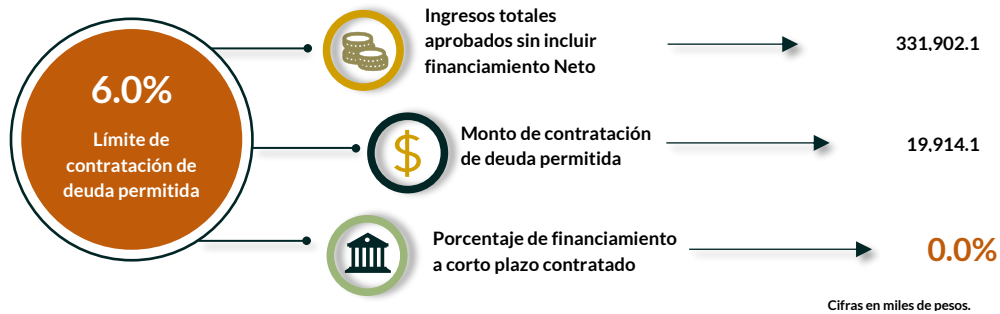 6.0%
Límite de
contratación de
deuda permitida
Ingresos totales
aprobados sin incluir
financiamiento Neto
331,902.1
$
Monto de contratación
de deuda permitida
19,914.1
Porcentaje de financiamiento
a corto plazo contratado
0.0%
Cifras en miles de pesos.